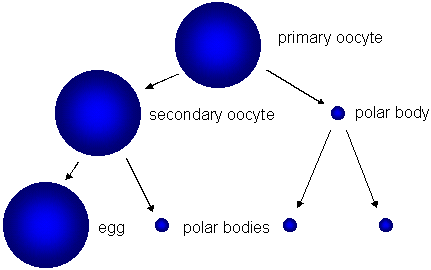 primary oocyte
secondary oocyte
polar body
egg
polar bodies